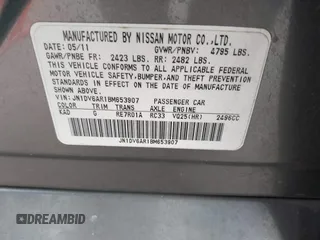 MANUFACTURED BY NISSAN MOTOR CO.,LTD.
DATE: 05/11 GVWR/PNBV: 4795 LBS.
GAWR/PNBE FR: 2423 LBS. RR: 2482 LBS.
THIS VEHICLE CONFORMS TO ALL APPLICABLE
FEDERAL MOTOR VEHICLE SAFETY, BUMPER, AND THEFT
PREVENTION STANDARDS IN EFFECT ON THE DATE OF
MANUFACTURE SHOWN ABOVE.
VIN: JN1DV6AR1BM653907 PASSENGER CAR
COLOR TRIM TRANS AXLE ENGINE
KAD G RE7R01A RC33 VQ25(HR) 2496CC
JN1DV6AR1BM653907
© DREAMBID